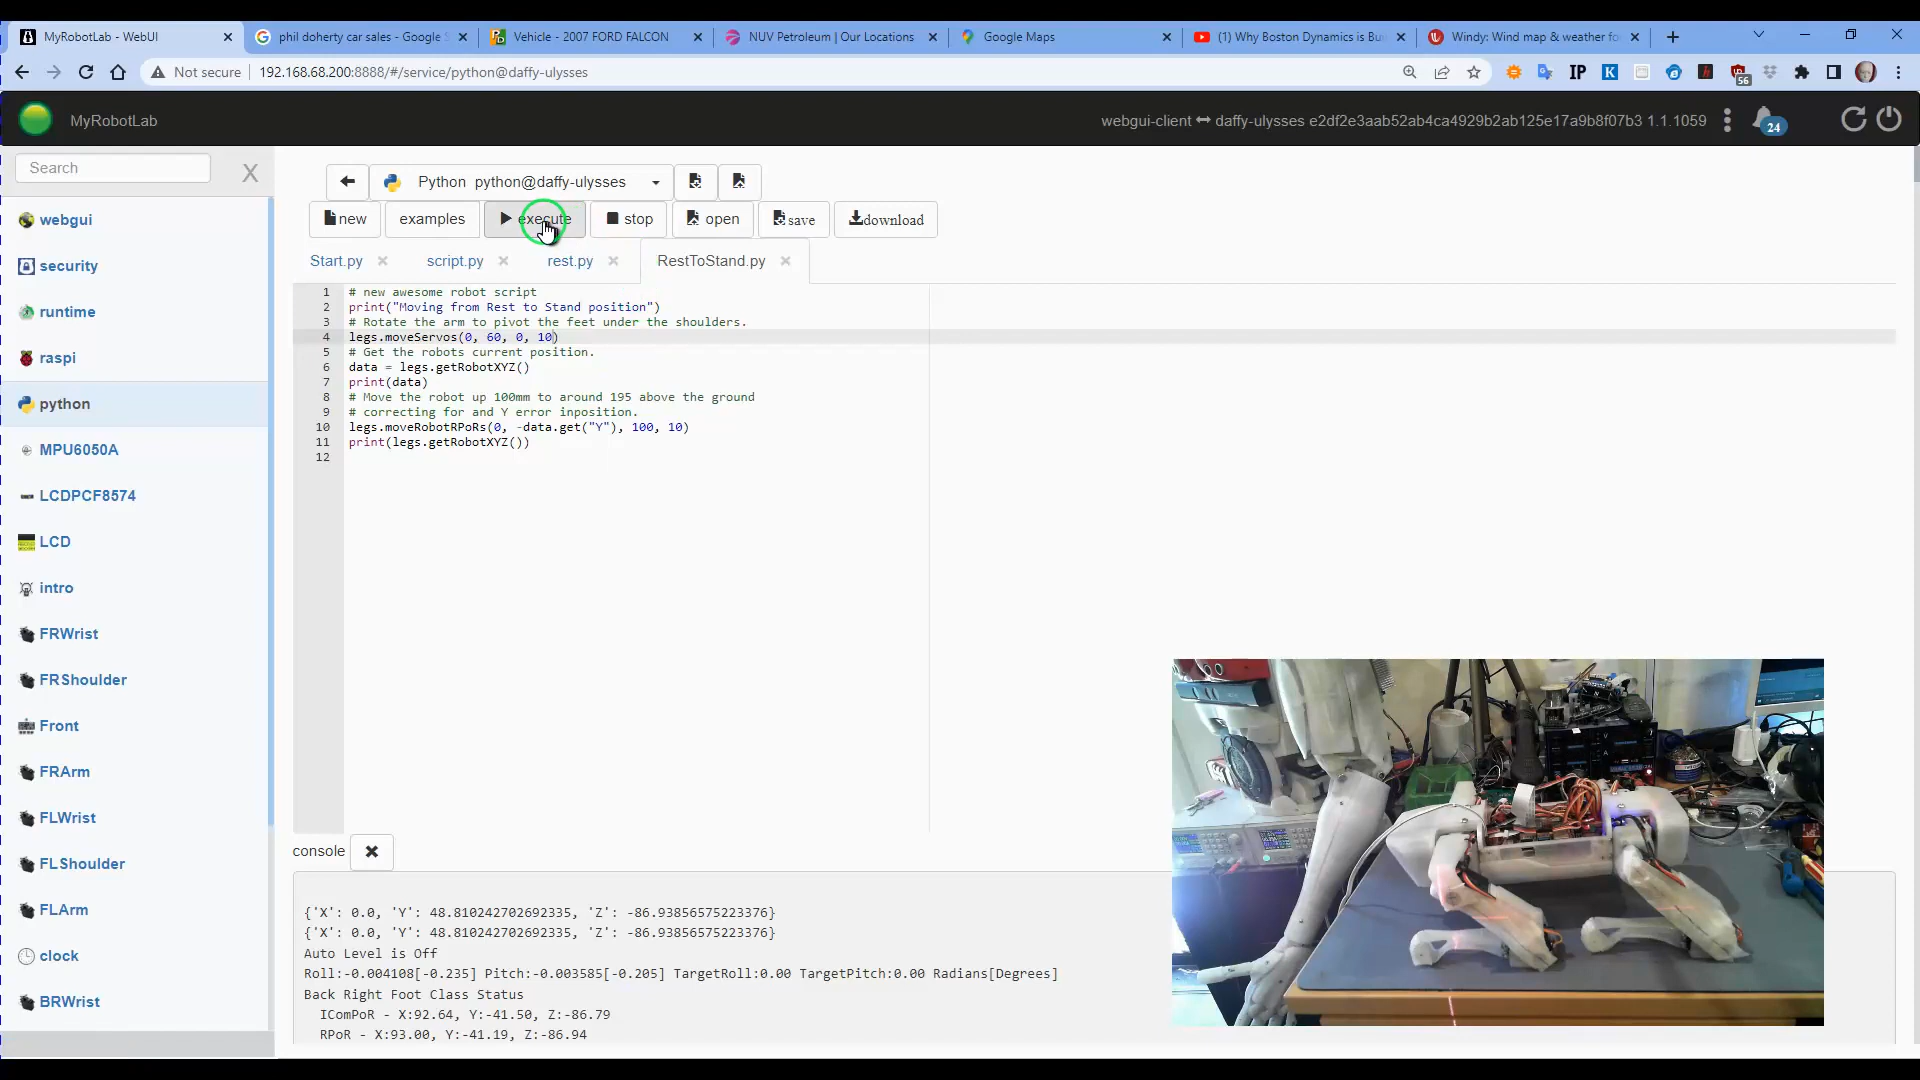 MyRobotLab - WebUI
phil doherty car sales - Google S
Vehicle - 2007 FORD FALCON
NUV Petroleum | Our Locations
Google Maps
(1) Why Boston Dynamics is Bu
Windy: Wind map & weather fo
Not secure
192.168.68.200:8888/#/service/python@daffy-ulysses
IP
K
56
MyRobotLab
webgui-client ⇔ daffy-ulysses e2df2e3aab52ab4ca4929b2ab125e17a9b8f07b3 1.1.1059
24
Search
X
Python python@daffy-ulysses
new
examples
execute
stop
open
save
download
Start.py
script.py
rest.py
RestToStand.py
1 # new awesome robot script
2 print("Moving from Rest to Stand position")
3 # Rotate the arm to pivot the feet under the shoulders.
4 legs.moveServos(0, 60, 0, 10)
5 # Get the robots current position.
6 data = legs.getRobotXYZ()
7 print(data)
8 # Move the robot up 100mm to around 195 above the ground
9 # correcting for and Y error inposition.
10 legs.moveRobotRPoRs(0, -data.get("Y"), 100, 10)
11 print(legs.getRobotXYZ())
12
webgui
security
runtime
raspi
python
MPU6050A
LCDPCF8574
LCD
intro
FRWrist
FRShoulder
Front
FRArm
FLWrist
FLShoulder
FLArm
clock
BRWrist
console
{'X': 0.0, 'Y': 48.810242702692335, 'Z': -86.93856575223376}
{'X': 0.0, 'Y': 48.810242702692335, 'Z': -86.93856575223376}
Auto Level is Off
Roll:-0.004108[-0.235] Pitch:-0.003585[-0.205] TargetRoll:0.00 TargetPitch:0.00 Radians[Degrees]
Back Right Foot Class Status
IComPoR - X:92.64, Y:-41.50, Z:-86.79
RPoR - X:93.00, Y:-41.19, Z:-86.94